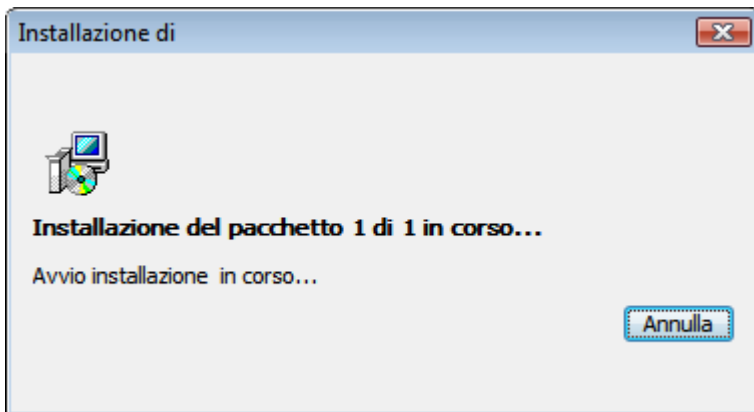 Installazione di
Installazione del pacchetto 1 di 1 in corso...
Avvio installazione  in corso...
Annulla